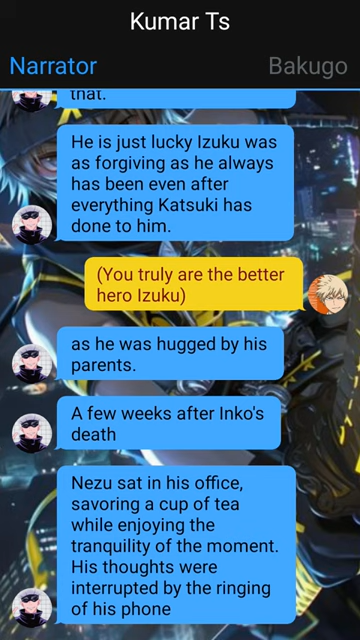 Kumar Ts
Narrator
Bakugo
that.
He is just lucky Izuku was
as forgiving as he always
has been even after
everything Katsuki has
done to him.
(You truly are the better
hero Izuku)
as he was hugged by his
parents.
A few weeks after Inko's
death
Nezu sat in his office,
savoring a cup of tea
while enjoying the
tranquility of the moment.
His thoughts were
interrupted by the ringing
of his phone